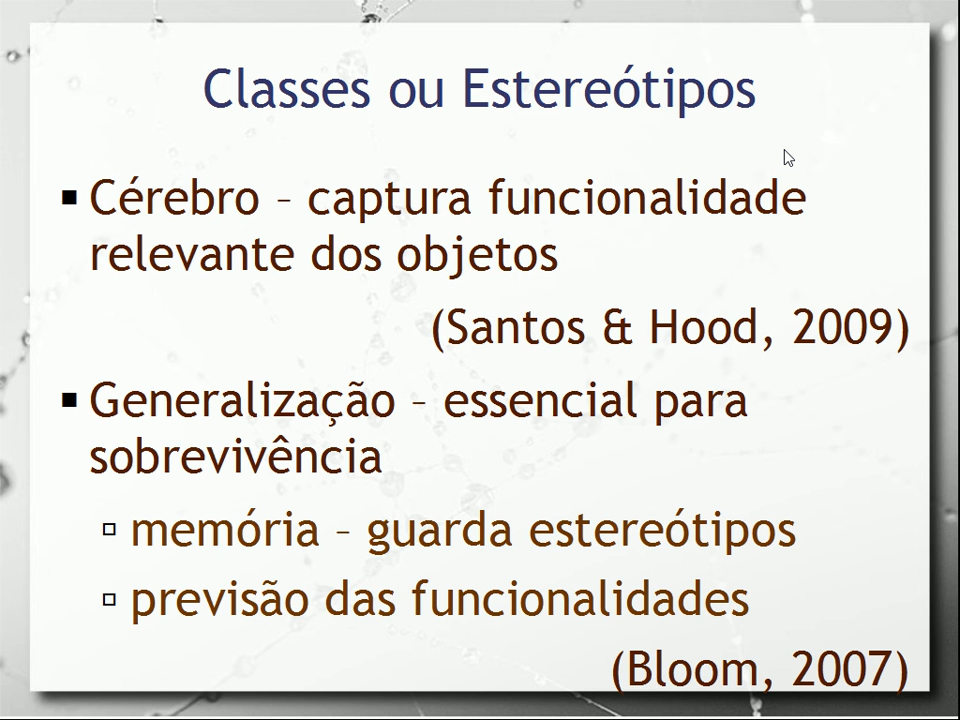 Classes ou Estereótipos
▪ Cérebro – captura funcionalidade
relevante dos objetos
(Santos & Hood, 2009)
▪ Generalização – essencial para
sobrevivência
▫ memória – guarda estereótipos
▫ previsão das funcionalidades
(Bloom, 2007)